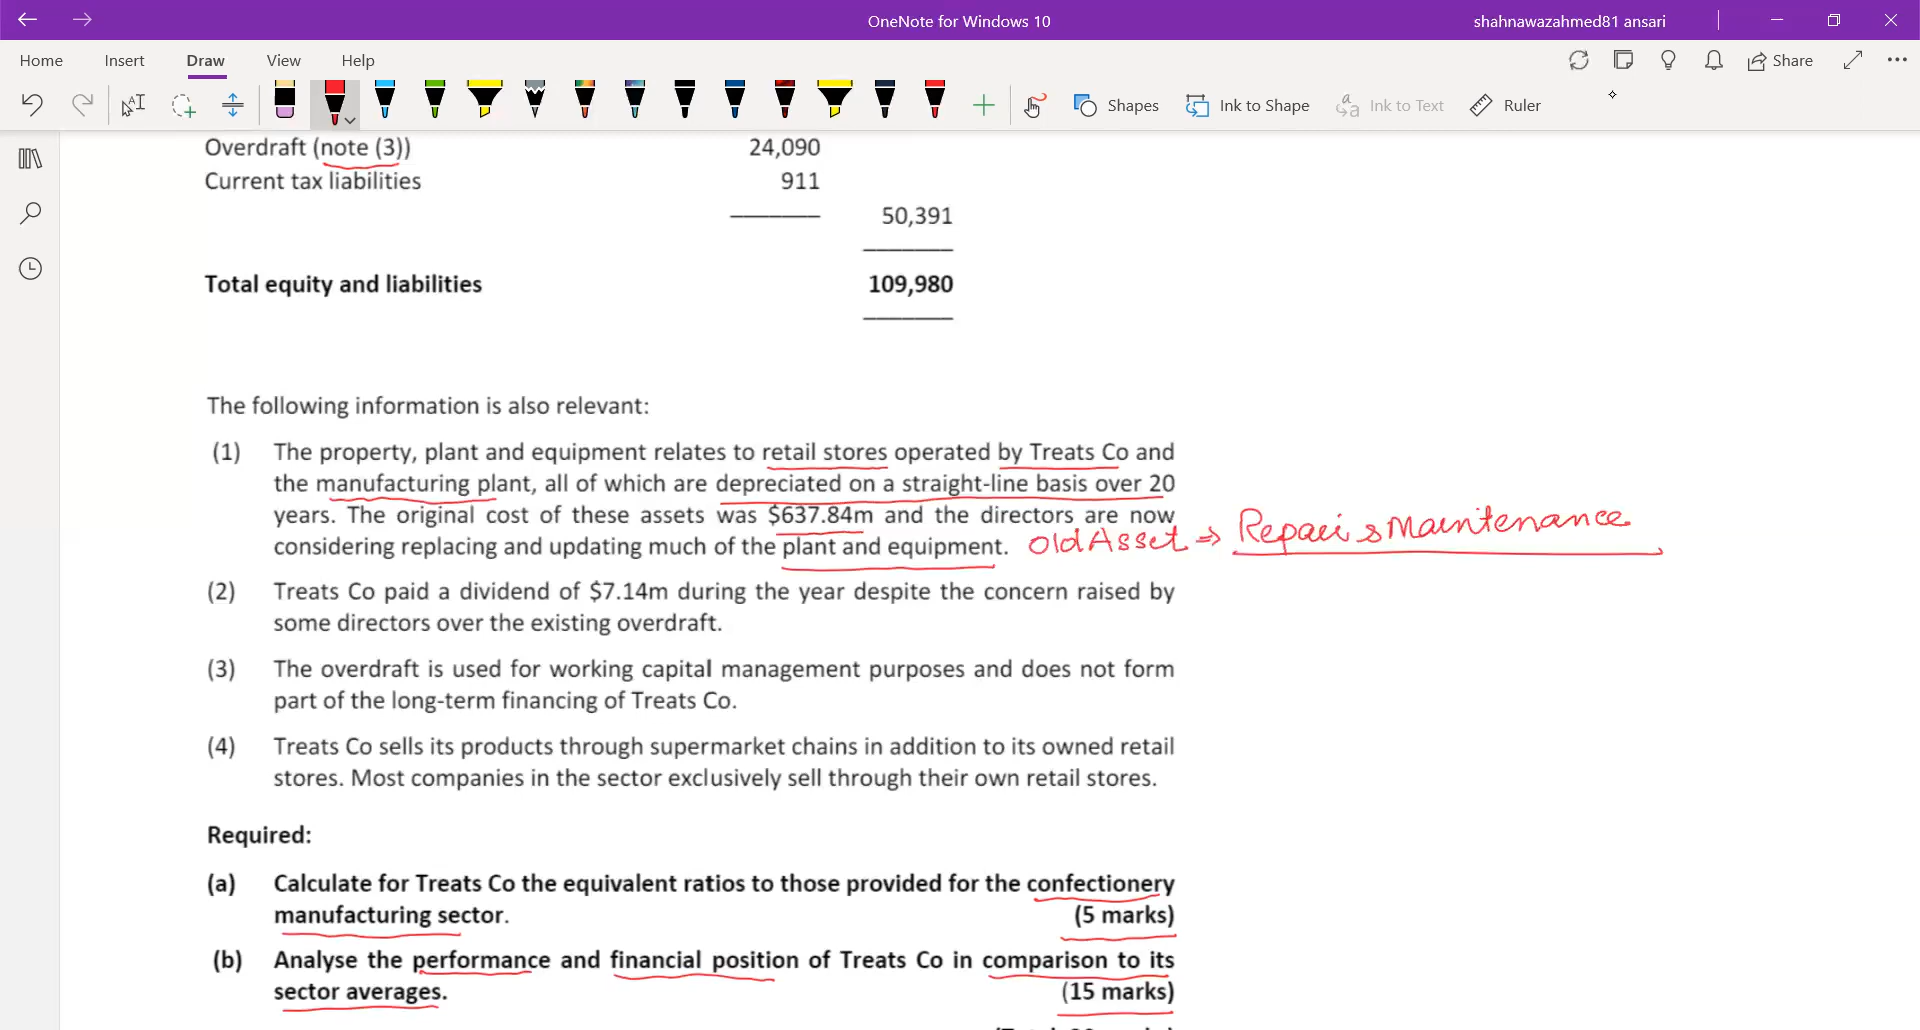 OneNote for Windows 10
shahnawazahmed81 ansari
Home Insert Draw View Help
Share
Shapes Ink to Shape Ink to Text Ruler
Overdraft (note (3)) 24,090
Current tax liabilities 911
50,391
Total equity and liabilities 109,980
The following information is also relevant:
(1) The property, plant and equipment relates to retail stores operated by Treats Co and
the manufacturing plant, all of which are depreciated on a straight-line basis over 20
years. The original cost of these assets was $637.84m and the directors are now
considering replacing and updating much of the plant and equipment. Old Asset ⇒ Repair & Maintenance
(2) Treats Co paid a dividend of $7.14m during the year despite the concern raised by
some directors over the existing overdraft.
(3) The overdraft is used for working capital management purposes and does not form
part of the long-term financing of Treats Co.
(4) Treats Co sells its products through supermarket chains in addition to its owned retail
stores. Most companies in the sector exclusively sell through their own retail stores.
Required:
(a) Calculate for Treats Co the equivalent ratios to those provided for the confectionery
manufacturing sector. (5 marks)
(b) Analyse the performance and financial position of Treats Co in comparison to its
sector averages. (15 marks)